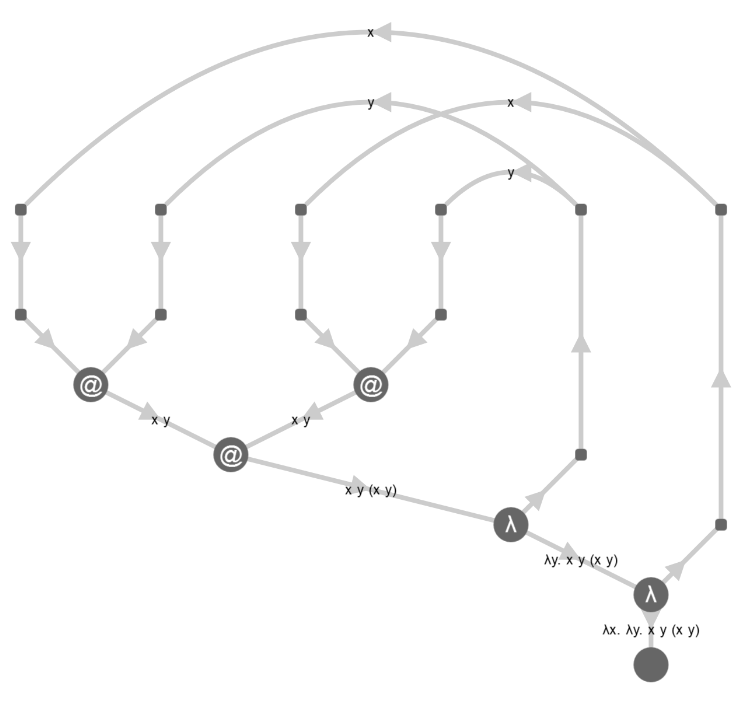 x
y
x
y
@
@
x y
x y
@
x y (x y)
λ
λy. x y (x y)
λ
λx. λy. x y (x y)